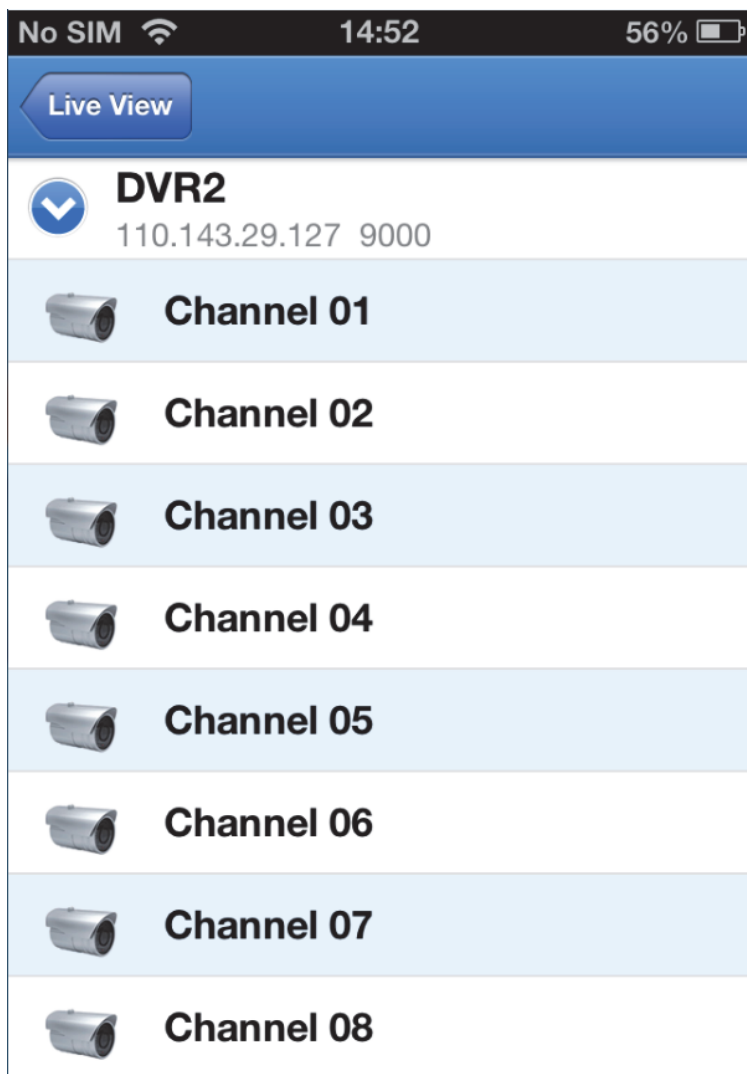 No SIM 14:52 56%
Live View
DVR2
110.143.29.127 9000
Channel 01
Channel 02
Channel 03
Channel 04
Channel 05
Channel 06
Channel 07
Channel 08